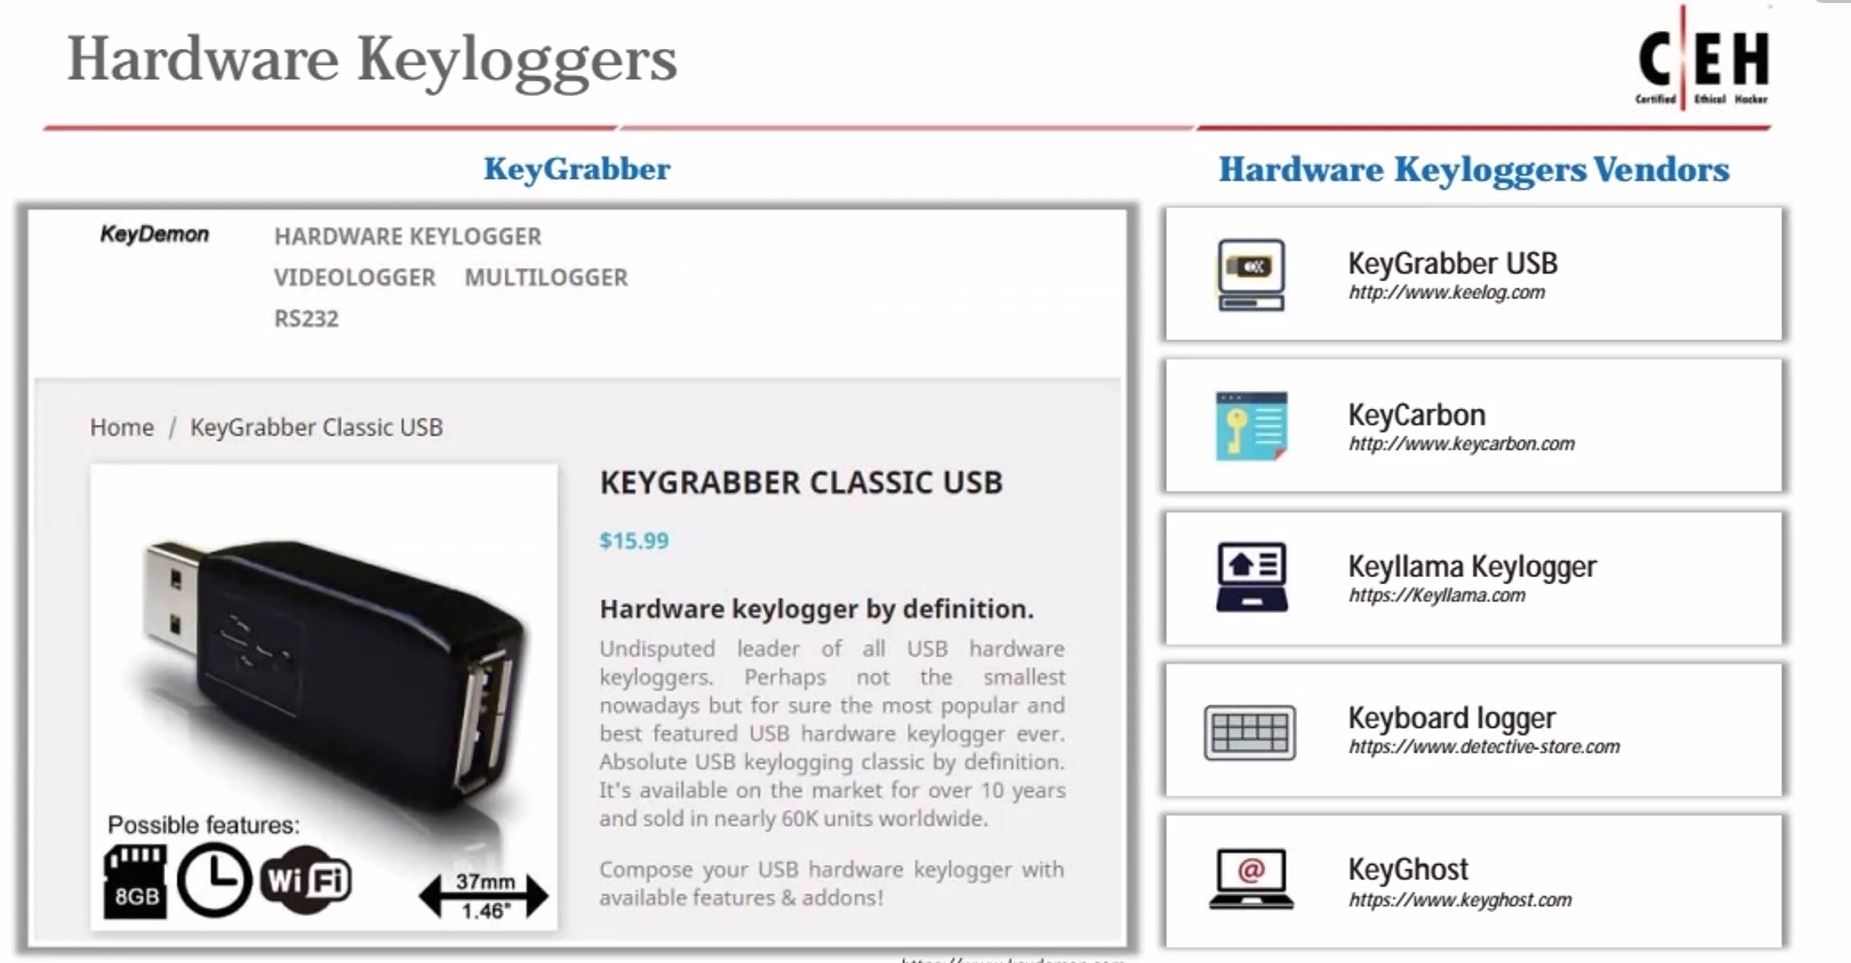 Hardware Keyloggers
C EH
Certified Ethical Hacker
KeyGrabber
KeyDemon
HARDWARE KEYLOGGER
VIDEOLOGGER MULTILOGGER
RS232
Home / KeyGrabber Classic USB
KEYGRABBER CLASSIC USB
$15.99
Hardware keylogger by definition.
Undisputed leader of all USB hardware
keyloggers. Perhaps not the smallest
nowadays but for sure the most popular and
best featured USB hardware keylogger ever.
Absolute USB keylogging classic by definition.
It's available on the market for over 10 years
and sold in nearly 60K units worldwide.
Compose your USB hardware keylogger with
available features & addons!
Possible features:
8GB
Wi Fi
37mm
1.46"
Hardware Keyloggers Vendors
KeyGrabber USB
http://www.keelog.com
KeyCarbon
http://www.keycarbon.com
Keyllama Keylogger
https://Keyllama.com
Keyboard logger
https://www.detective-store.com
@
KeyGhost
https://www.keyghost.com